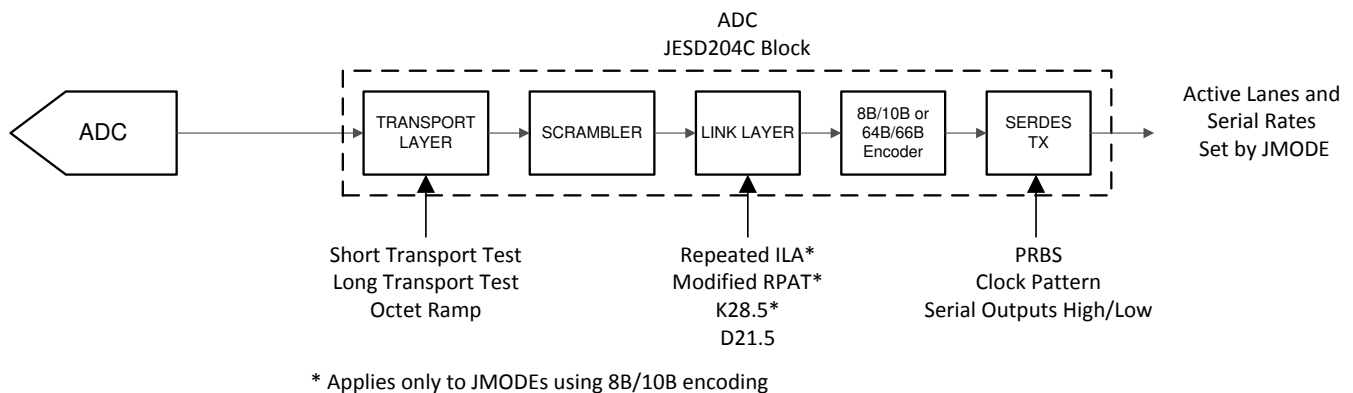 ADC
JESD204C Block
ADC
TRANSPORT
LAYER
SCRAMBLER
LINK LAYER
8B/10B or
64B/66B
Encoder
SERDES
TX
Active Lanes and
Serial Rates
Set by JMODE
Short Transport Test
Long Transport Test
Octet Ramp
Repeated ILA*
Modified RPAT*
K28.5*
D21.5
PRBS
Clock Pattern
Serial Outputs High/Low
* Applies only to JMODEs using 8B/10B encoding